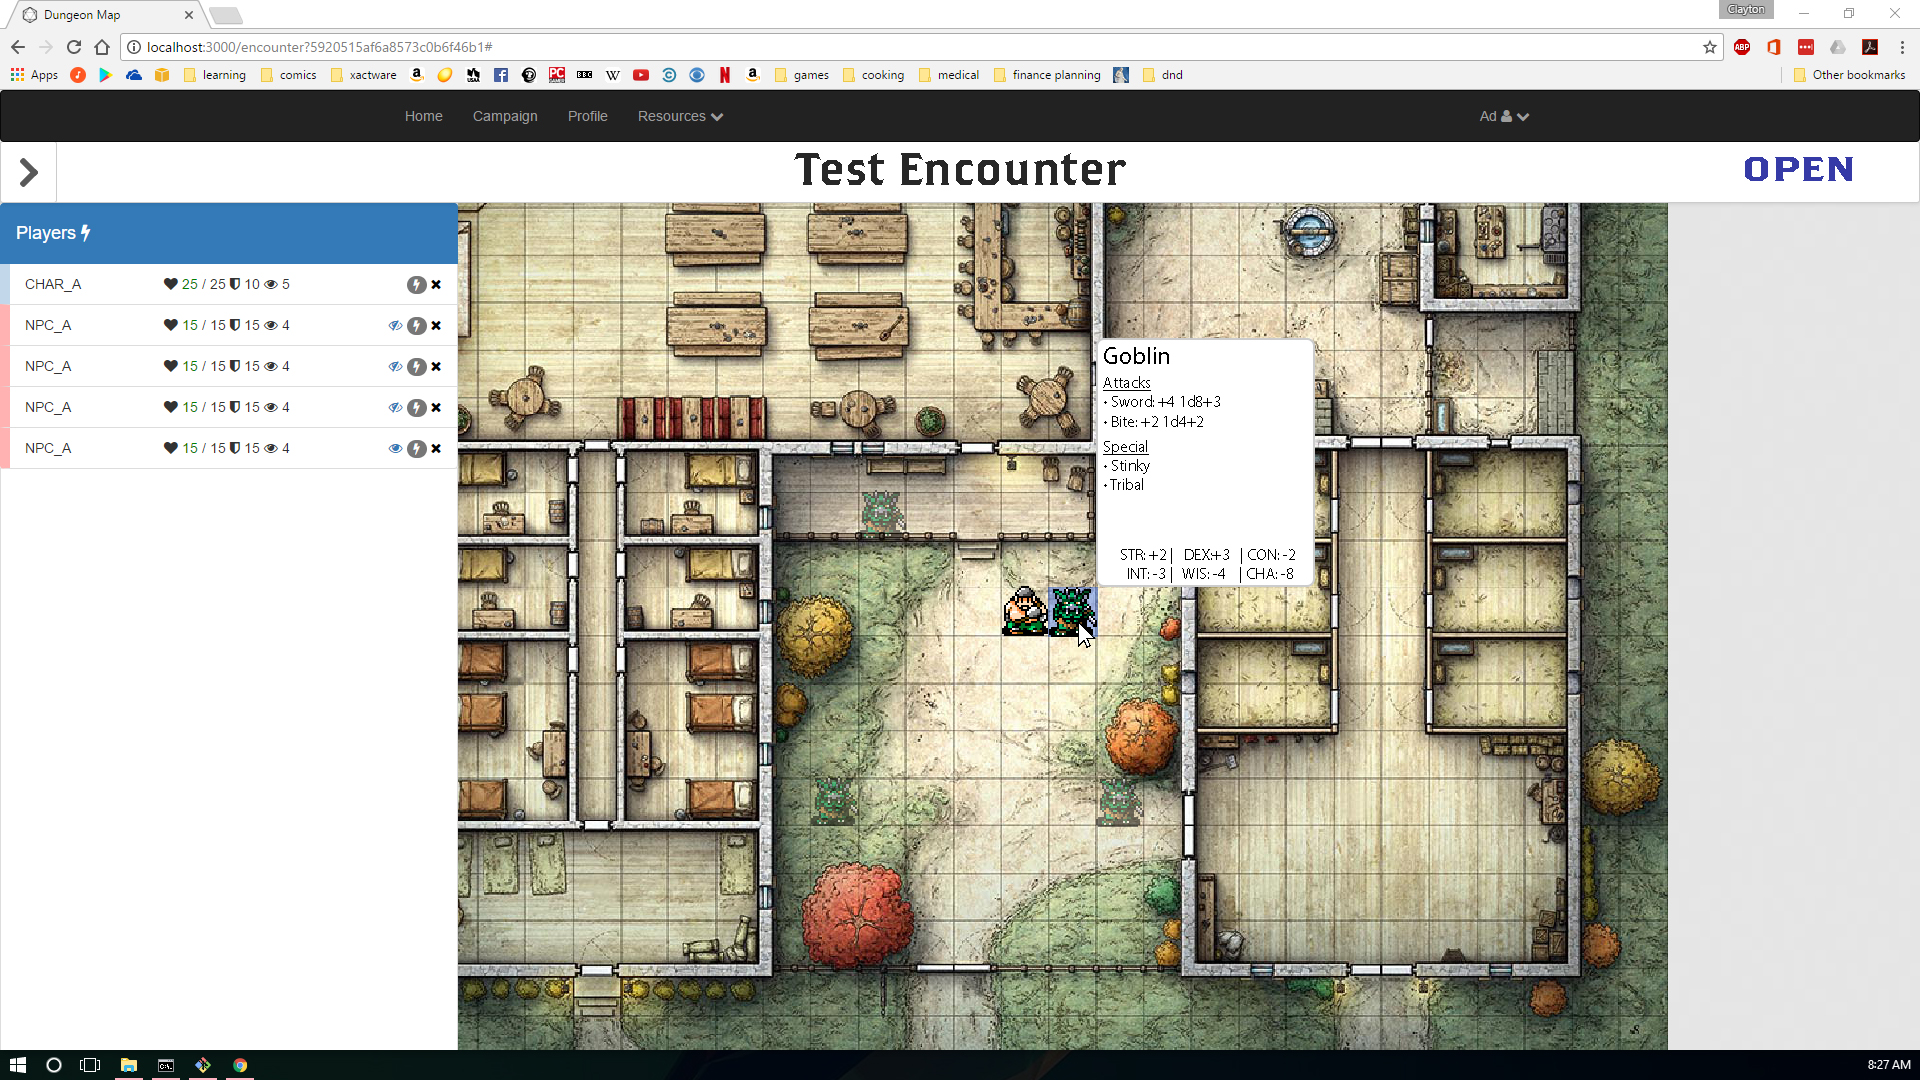 Dungeon Map
Clayton
localhost:3000/encounter?5920515af6a8573c0b6f46b1#
ABP
Apps
learning
comics
xactware
BBC
W
games
cooking
medical
finance planning
dnd
Other bookmarks
Home
Campaign
Profile
Resources
Ad
Test Encounter
OPEN
Players
CHAR_A 25 / 25 10 5
NPC_A 15 / 15 15 4
NPC_A 15 / 15 15 4
NPC_A 15 / 15 15 4
NPC_A 15 / 15 15 4
Goblin
Attacks
• Sword: +4 1d8+3
• Bite: +2 1d4+2
Special
• Stinky
• Tribal
STR: +2 | DEX:+3 | CON: -2
INT: -3 | WIS: -4 | CHA: -8
8:27 AM